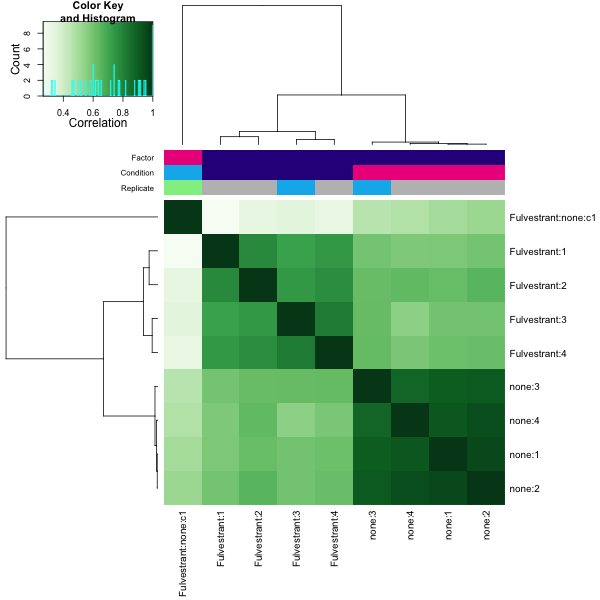 Color Key
and Histogram
Count
0 2 4 6 8
0.4 0.6 0.8 1
Correlation
Factor
Condition
Replicate
Fulvestrant:none:c1
Fulvestrant:1
Fulvestrant:2
Fulvestrant:3
Fulvestrant:4
none:3
none:4
none:1
none:2
Fulvestrant:none:c1
Fulvestrant:1
Fulvestrant:2
Fulvestrant:3
Fulvestrant:4
none:3
none:4
none:1
none:2